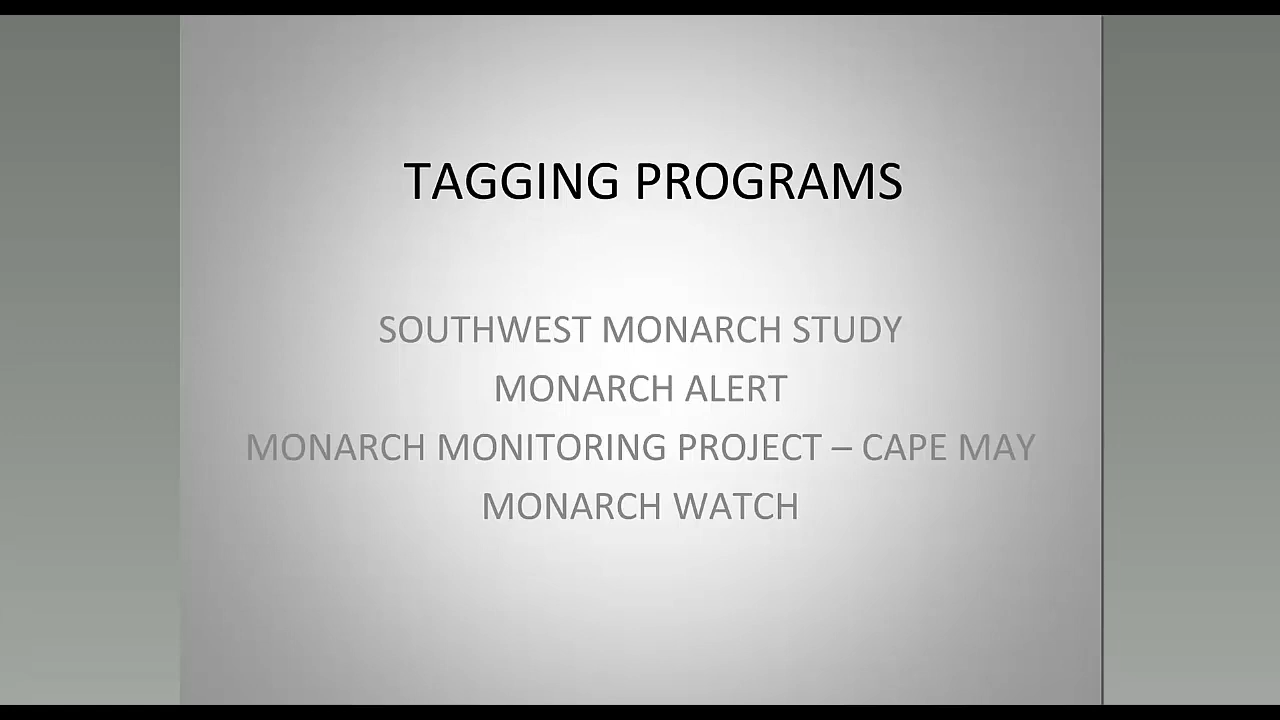 TAGGING PROGRAMS
SOUTHWEST MONARCH STUDY
MONARCH ALERT
MONARCH MONITORING PROJECT – CAPE MAY
MONARCH WATCH